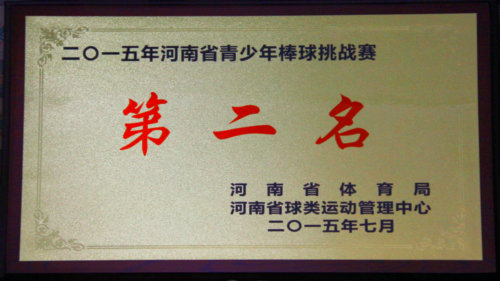 二〇一五年河南省青少年棒球挑战赛
第二名
河南省体育局
河南省球类运动管理中心
二〇一五年七月